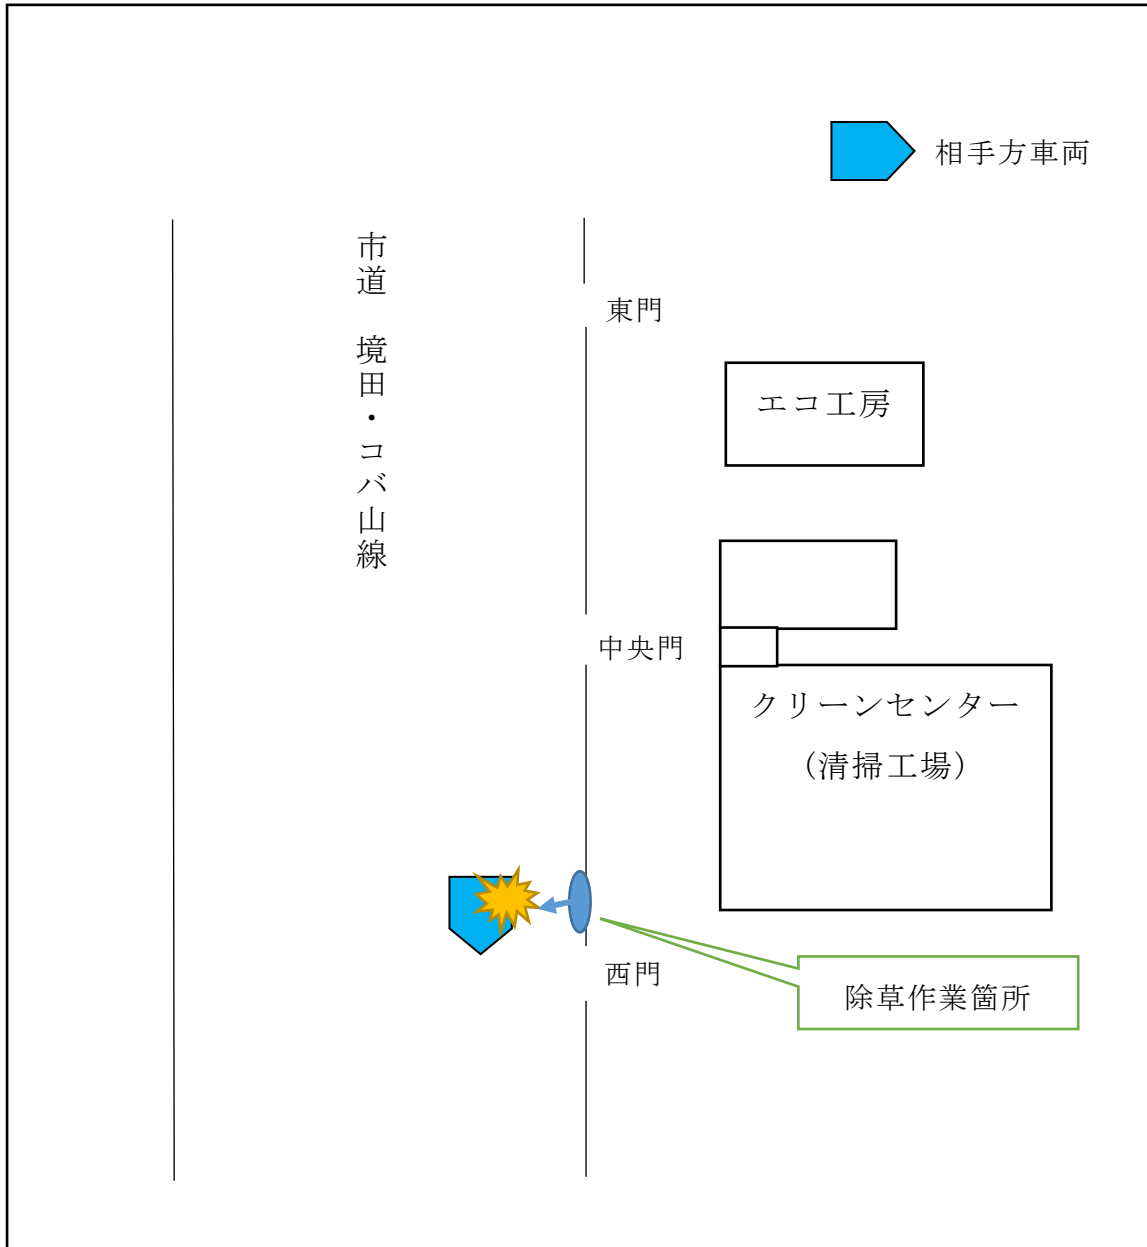 相手方車両
市道　境田・コバ山線
東門
エコ工房
中央門
クリーンセンター
（清掃工場）
西門
除草作業箇所